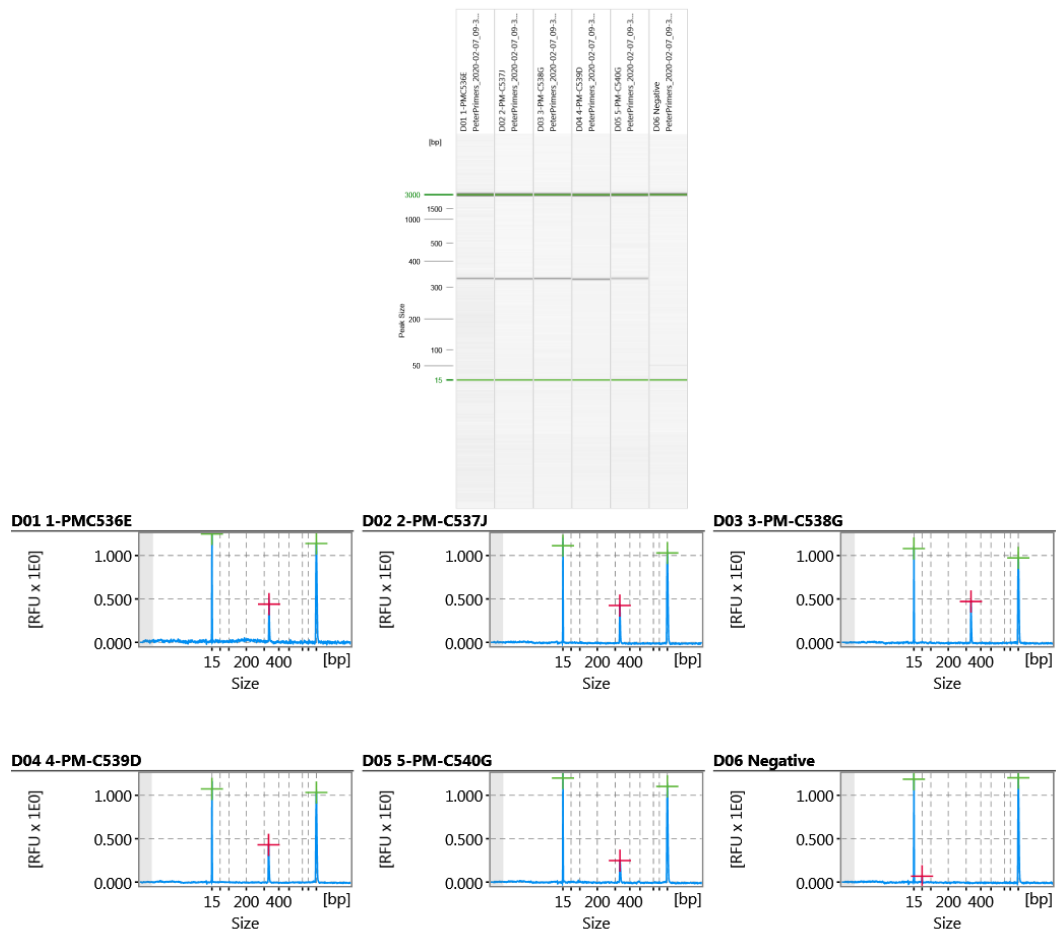 D01 1-PMC536E
PeterPrimers_2020-02-07_09-3...
D02 2-PM-C537J
PeterPrimers_2020-02-07_09-3...
D03 3-PM-C538G
PeterPrimers_2020-02-07_09-3...
D04 4-PM-C539D
PeterPrimers_2020-02-07_09-3...
D05 5-PM-C540G
PeterPrimers_2020-02-07_09-3...
D06 Negative
PeterPrimers_2020-02-07_09-3...
[bp]
3000
1500
1000
500
400
300
200
100
50
15
Peak Size
D01 1-PMC536E
[RFU x 1E0]
1.000
0.500
0.000
15 200 400 [bp]
Size
D02 2-PM-C537J
[RFU x 1E0]
1.000
0.500
0.000
15 200 400 [bp]
Size
D03 3-PM-C538G
[RFU x 1E0]
1.000
0.500
0.000
15 200 400 [bp]
Size
D04 4-PM-C539D
[RFU x 1E0]
1.000
0.500
0.000
15 200 400 [bp]
Size
D05 5-PM-C540G
[RFU x 1E0]
1.000
0.500
0.000
15 200 400 [bp]
Size
D06 Negative
[RFU x 1E0]
1.000
0.500
0.000
15 200 400 [bp]
Size